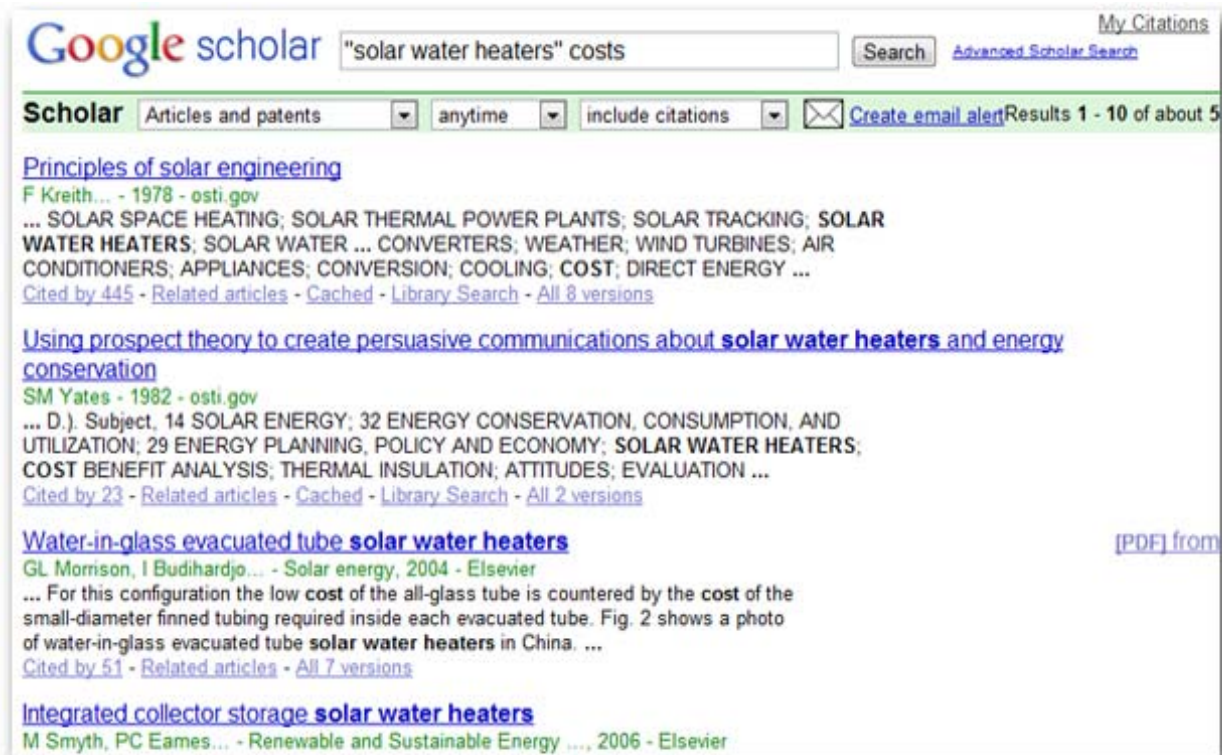 My Citations
Google scholar "solar water heaters" costs Search Advanced Scholar Search
Scholar Articles and patents anytime include citations Create email alert Results 1 - 10 of about 5
Principles of solar engineering
F Kreith... - 1978 - osti.gov
... SOLAR SPACE HEATING; SOLAR THERMAL POWER PLANTS; SOLAR TRACKING; SOLAR
WATER HEATERS; SOLAR WATER ... CONVERTERS; WEATHER; WIND TURBINES; AIR
CONDITIONERS; APPLIANCES; CONVERSION; COOLING; COST; DIRECT ENERGY ...
Cited by 445 - Related articles - Cached - Library Search - All 8 versions
Using prospect theory to create persuasive communications about solar water heaters and energy
conservation
SM Yates - 1982 - osti.gov
... D.). Subject, 14 SOLAR ENERGY; 32 ENERGY CONSERVATION, CONSUMPTION, AND
UTILIZATION; 29 ENERGY PLANNING, POLICY AND ECONOMY; SOLAR WATER HEATERS;
COST BENEFIT ANALYSIS; THERMAL INSULATION; ATTITUDES; EVALUATION ...
Cited by 23 - Related articles - Cached - Library Search - All 2 versions
Water-in-glass evacuated tube solar water heaters [PDF] from
GL Morrison, I Budihardjo... - Solar energy, 2004 - Elsevier
... For this configuration the low cost of the all-glass tube is countered by the cost of the
small-diameter finned tubing required inside each evacuated tube. Fig. 2 shows a photo
of water-in-glass evacuated tube solar water heaters in China. ...
Cited by 51 - Related articles - All 7 versions
Integrated collector storage solar water heaters
M Smyth, PC Eames... - Renewable and Sustainable Energy ..., 2006 - Elsevier